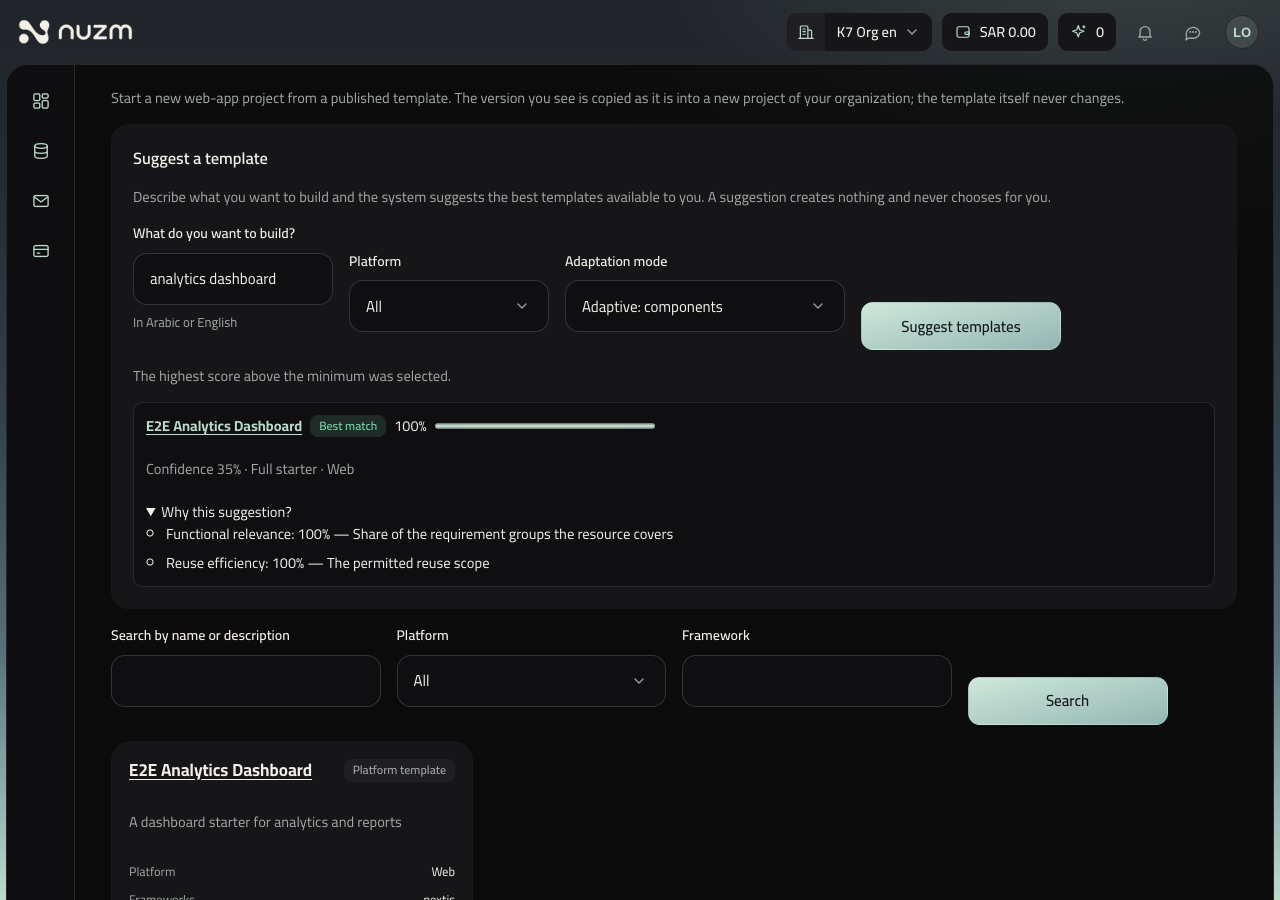 nuzm
K7 Org en
SAR 0.00
0
LO
Start a new web-app project from a published template. The version you see is copied as it is into a new project of your organization; the template itself never changes.
Suggest a template
Describe what you want to build and the system suggests the best templates available to you. A suggestion creates nothing and never chooses for you.
What do you want to build?
analytics dashboard
In Arabic or English
Platform
All
Adaptation mode
Adaptive: components
Suggest templates
The highest score above the minimum was selected.
E2E Analytics Dashboard Best match 100%
Confidence 35% · Full starter · Web
▼ Why this suggestion?
Functional relevance: 100% — Share of the requirement groups the resource covers
Reuse efficiency: 100% — The permitted reuse scope
Search by name or description
Platform
All
Framework
Search
E2E Analytics Dashboard Platform template
A dashboard starter for analytics and reports
Platform Web
Frameworks nextjs